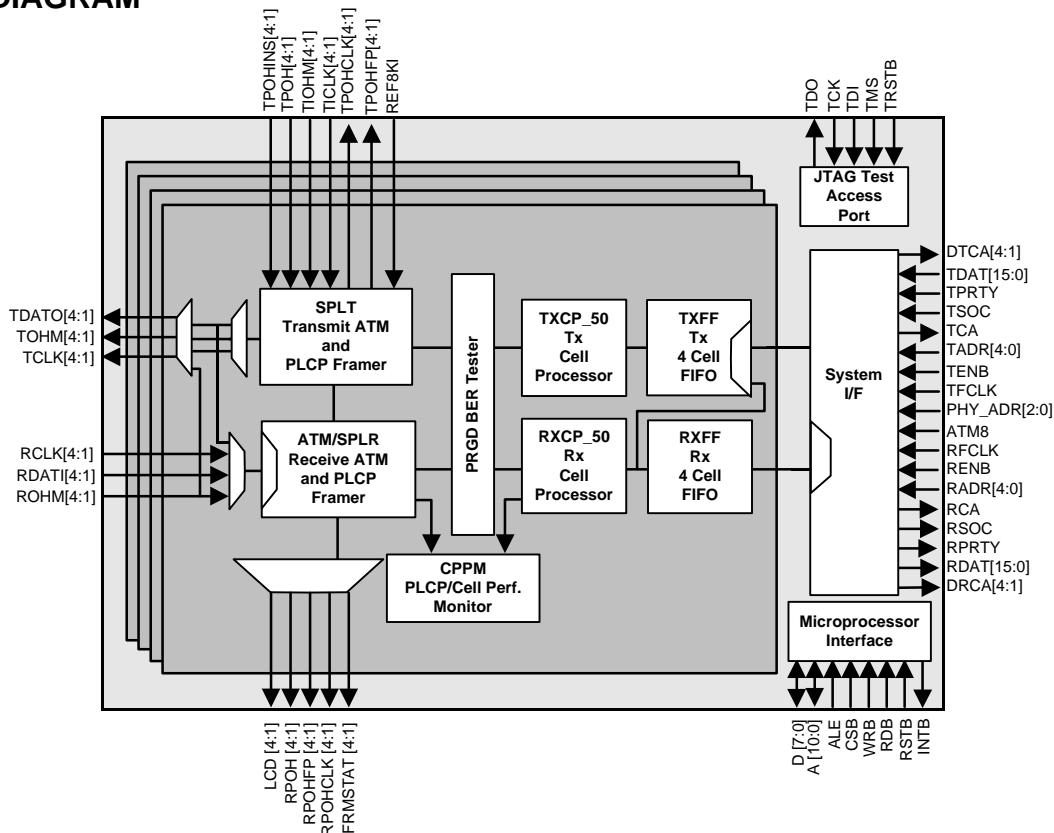 DIAGRAM
TPOHINS[4:1]
TPOH[4:1]
TIOHM[4:1]
TICLK[4:1]
TPOHCLK[4:1]
TPOHFP[4:1]
REF8KI
TDO
TCK
TDI
TMS
TRSTB
JTAG Test
Access
Port
TDATO[4:1]
TOHM[4:1]
TCLK[4:1]
RCLK[4:1]
RDATI[4:1]
ROHM[4:1]
SPLT
Transmit ATM
and
PLCP Framer
ATM/SPLR
Receive ATM
and PLCP
Framer
PRGD BER Tester
CPPM
PLCP/Cell Perf.
Monitor
TXCP_50
Tx
Cell
Processor
TXFF
Tx
4 Cell
FIFO
RXCP_50
Rx
Cell
Processor
RXFF
Rx
4 Cell
FIFO
System
I/F
DTCA[4:1]
TDAT[15:0]
TPRTY
TSOC
TCA
TADR[4:0]
TENB
TFCLK
PHY_ADR[2:0]
ATM8
RFCLK
RENB
RADR[4:0]
RCA
RSOC
RPRTY
RDAT[15:0]
DRCA[4:1]
Microprocessor
Interface
LCD [4:1]
RPOH [4:1]
RPOHFP [4:1]
RPOHCLK [4:1]
FRMSTAT [4:1]
D [7:0]
A [10:0]
ALE
CSB
WRB
RDB
RSTB
INTB